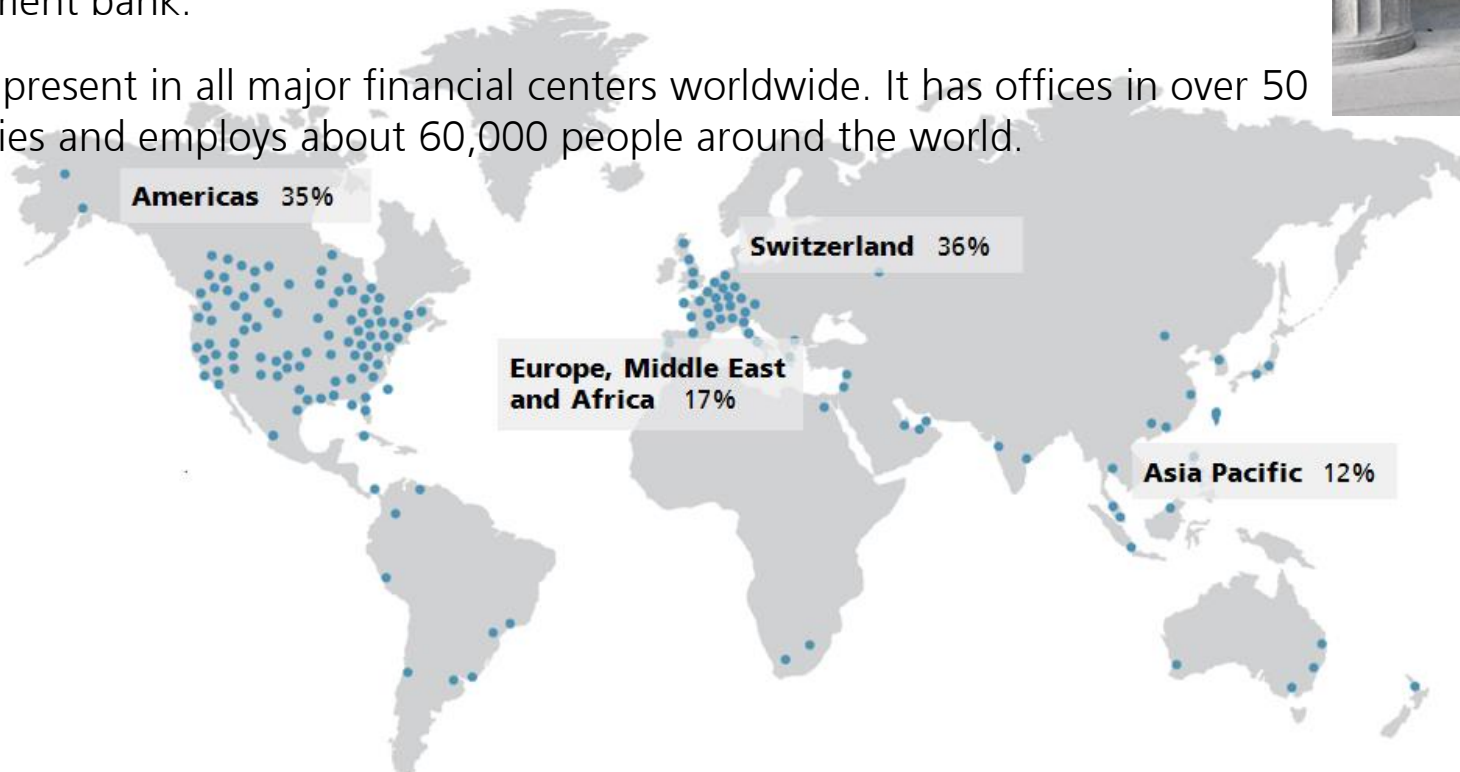 ment bank.
present in all major financial centers worldwide. It has offices in over 50
ies and employs about 60,000 people around the world.
Americas 35%
Switzerland 36%
Europe, Middle East
and Africa 17%
Asia Pacific 12%